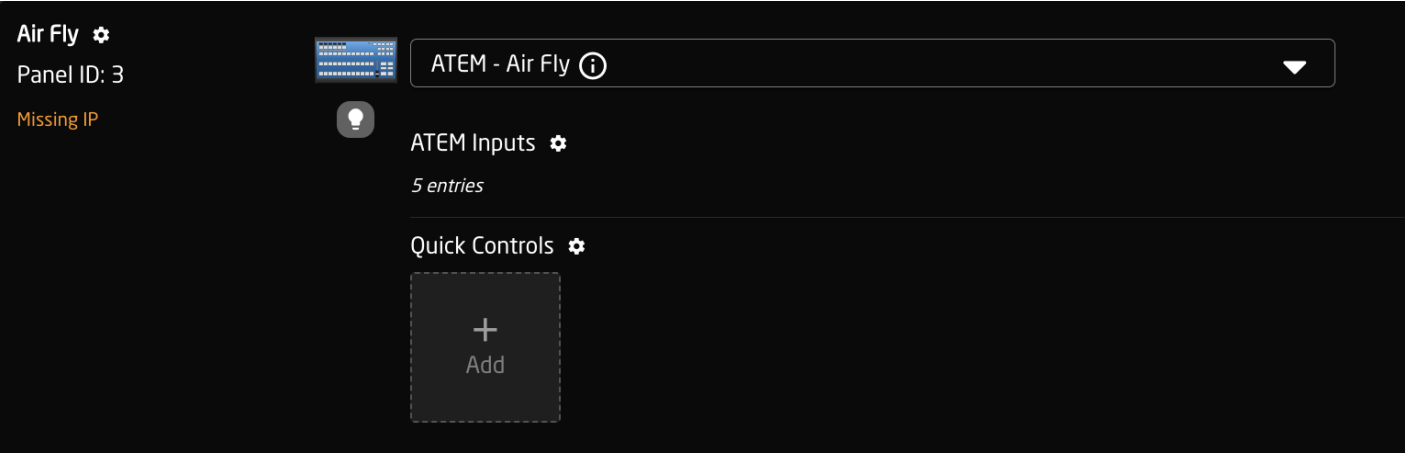 Air Fly
Panel ID: 3
Missing IP
ATEM - Air Fly
ATEM Inputs
5 entries
Quick Controls
+
Add